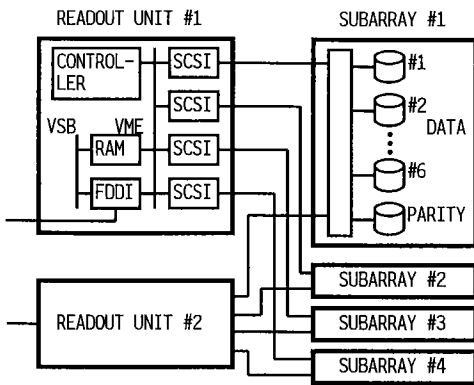 READOUT UNIT #1
CONTROL-
LER
SCSI
SCSI
VSB
VME
RAM
SCSI
FDDI
SCSI
READOUT UNIT #2
SUBARRAY #1
#1
#2
DATA
#6
PARITY
SUBARRAY #2
SUBARRAY #3
SUBARRAY #4